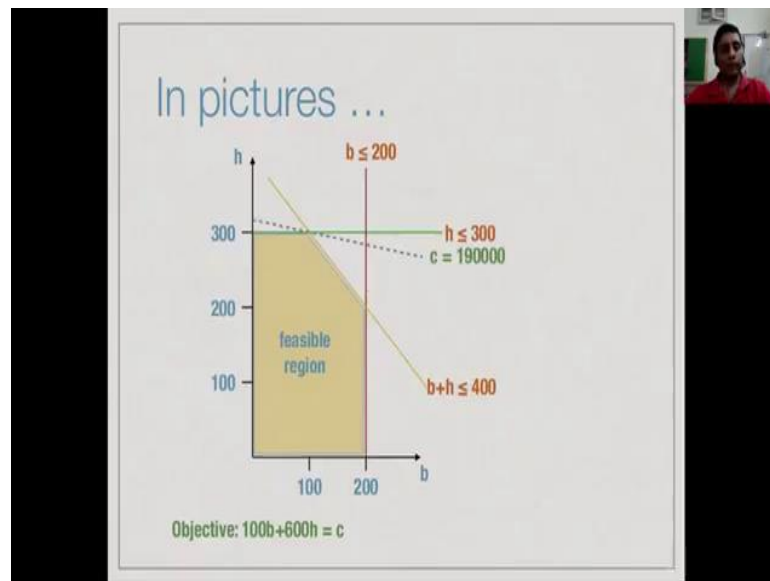 In pictures ...
h
b ≤ 200
300
h ≤ 300
c = 190000
200
feasible
region
100
b+h ≤ 400
100
200
b
Objective: 100b+600h = c